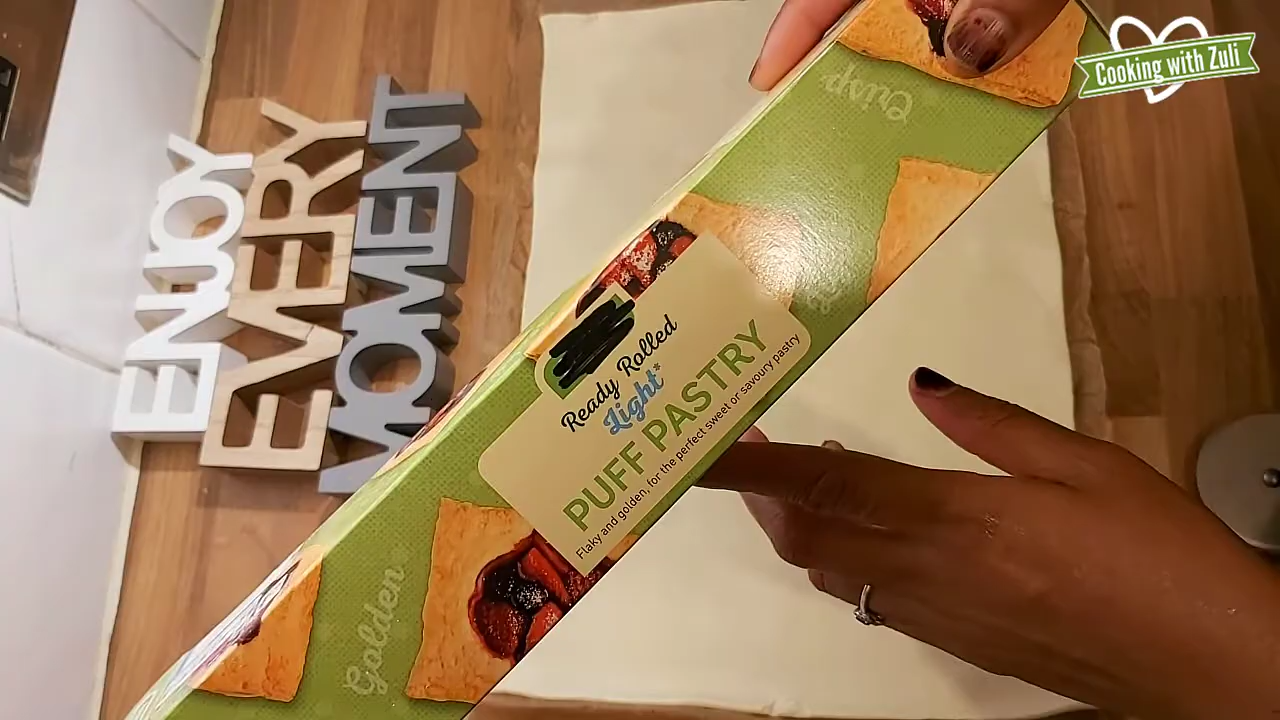 Cooking with Zuli
ENJOY
EVERY
MOMENT
Crisp
Ready Rolled
Light*
PUFF PASTRY
Flaky and golden, for the perfect sweet or savoury pastry
Golden